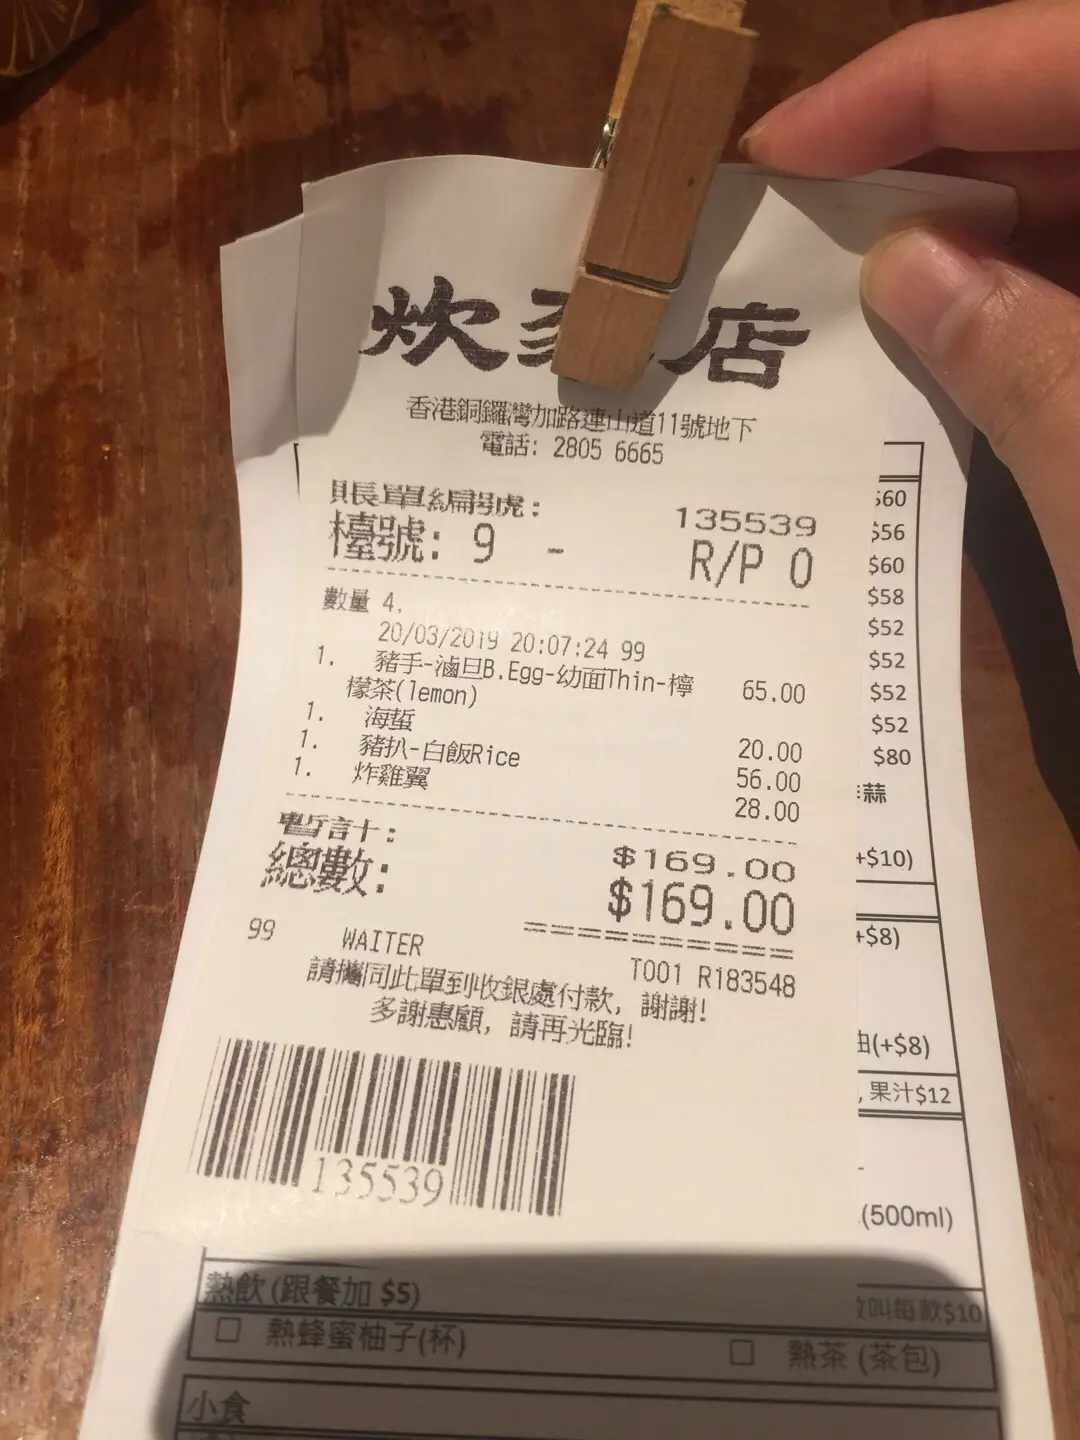 炊 店
香港銅鑼灣加路連山道11號地下
電話: 2805 6665
賬單編號: 135539
檯號: 9 - R/P 0
數量 4.
20/03/2019 20:07:24 99
1. 豬手-滷旦B.Egg-幼面Thin-檸 65.00
檬茶(lemon)
1. 海蜇 20.00
1. 豬扒-白飯Rice 56.00
1. 炸雞翼 28.00
暫計: $169.00
總數: $169.00
99 WAITER T001 R183548
請攜同此單到收銀處付款, 謝謝!
多謝惠顧, 請再光臨!
135539
$60
$56
$60
$58
$52
$52
$52
$52
$80
蒜
+$10)
+$8)
(+$8)
, 果汁$12
(500ml)
叫每款$10
熱飲 (跟餐加 $5)
□ 熱蜂蜜柚子(杯) □ 熱茶 (茶包)
小食